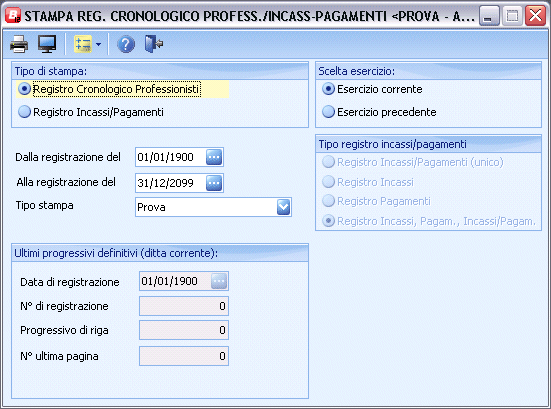 STAMPA REG. CRONOLOGICO PROFESS./INCASS-PAGAMENTI <PROVA - A...
Tipo di stampa:
Registro Cronologico Professionisti
Registro Incassi/Pagamenti
Scelta esercizio:
Esercizio corrente
Esercizio precedente
Dalla registrazione del 01/01/1900 ...
Alla registrazione del 31/12/2099 ...
Tipo stampa Prova
Tipo registro incassi/pagamenti
Registro Incassi/Pagamenti (unico)
Registro Incassi
Registro Pagamenti
Registro Incassi, Pagam., Incassi/Pagam.
Ultimi progressivi definitivi (ditta corrente):
Data di registrazione 01/01/1900 ...
N° di registrazione 0
Progressivo di riga 0
N° ultima pagina 0